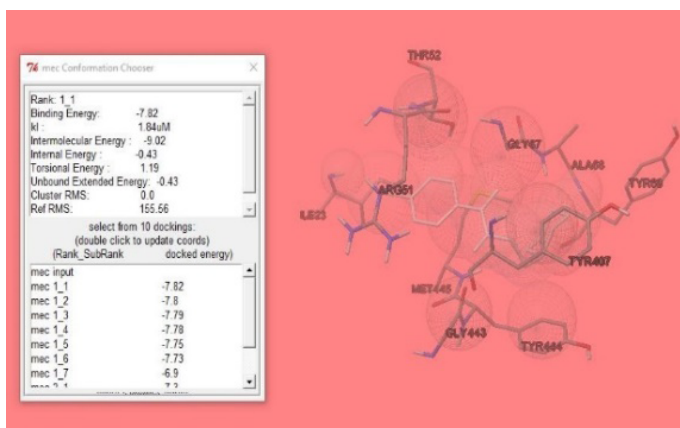 mec Conformation Chooser
Rank: 1_1
Binding Energy: -7.82
kI : 1.84uM
Intermolecular Energy : -9.02
Internal Energy : -0.43
Torsional Energy : 1.19
Unbound Extended Energy: -0.43
Cluster RMS: 0.0
Ref RMS: 155.56
select from 10 dockings:
(double click to update coords)
(Rank_SubRank docked energy)
mec input
mec 1_1 -7.82
mec 1_2 -7.8
mec 1_3 -7.79
mec 1_4 -7.78
mec 1_5 -7.75
mec 1_6 -7.73
mec 1_7 -6.9
mec 2_1 -7.3
THR52
GLY67
ARG51
ILE23
TYR407
MET445
GLY443
TYR444